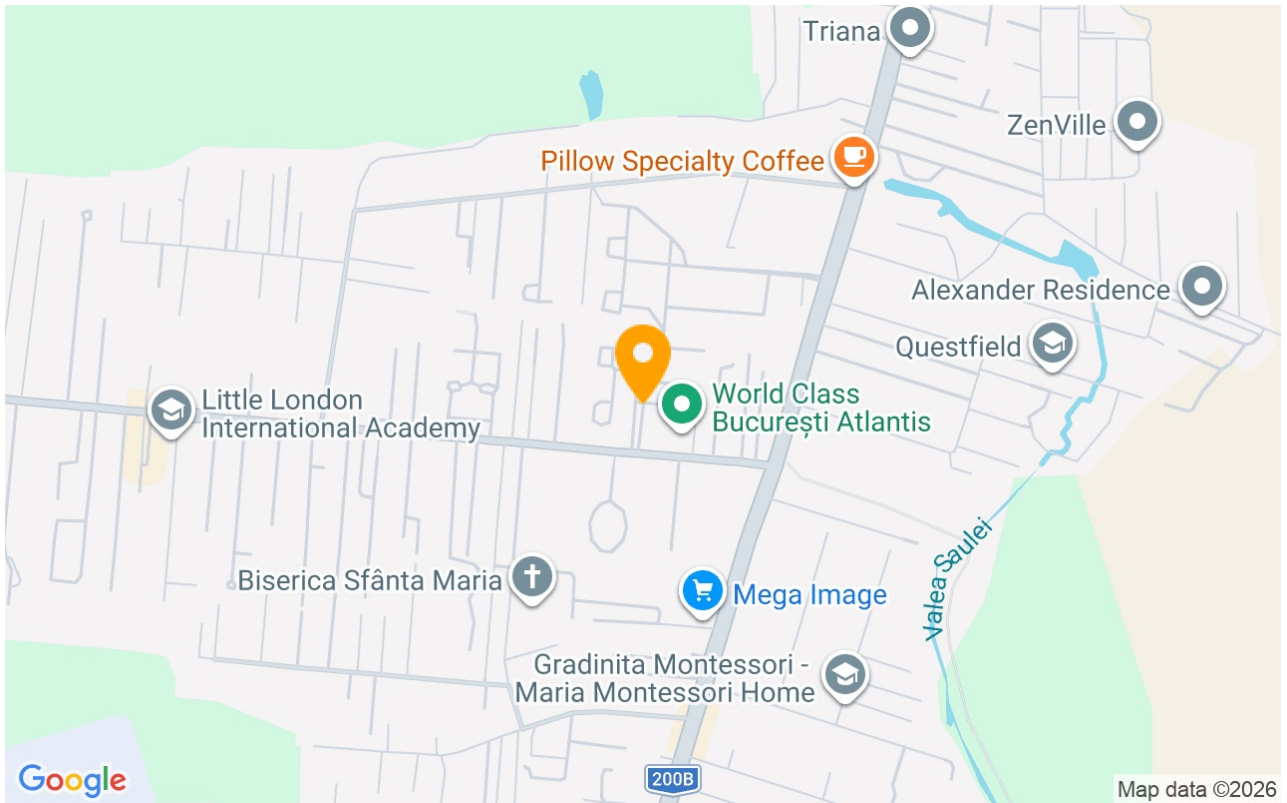 Triana
ZenVille
Pillow Specialty Coffee
Alexander Residence
Questfield
Little London
International Academy
World Class
București Atlantis
Valea Saulei
Biserica Sfânta Maria
Mega Image
Gradinita Montessori -
Maria Montessori Home
200B
Google
Map data ©2026